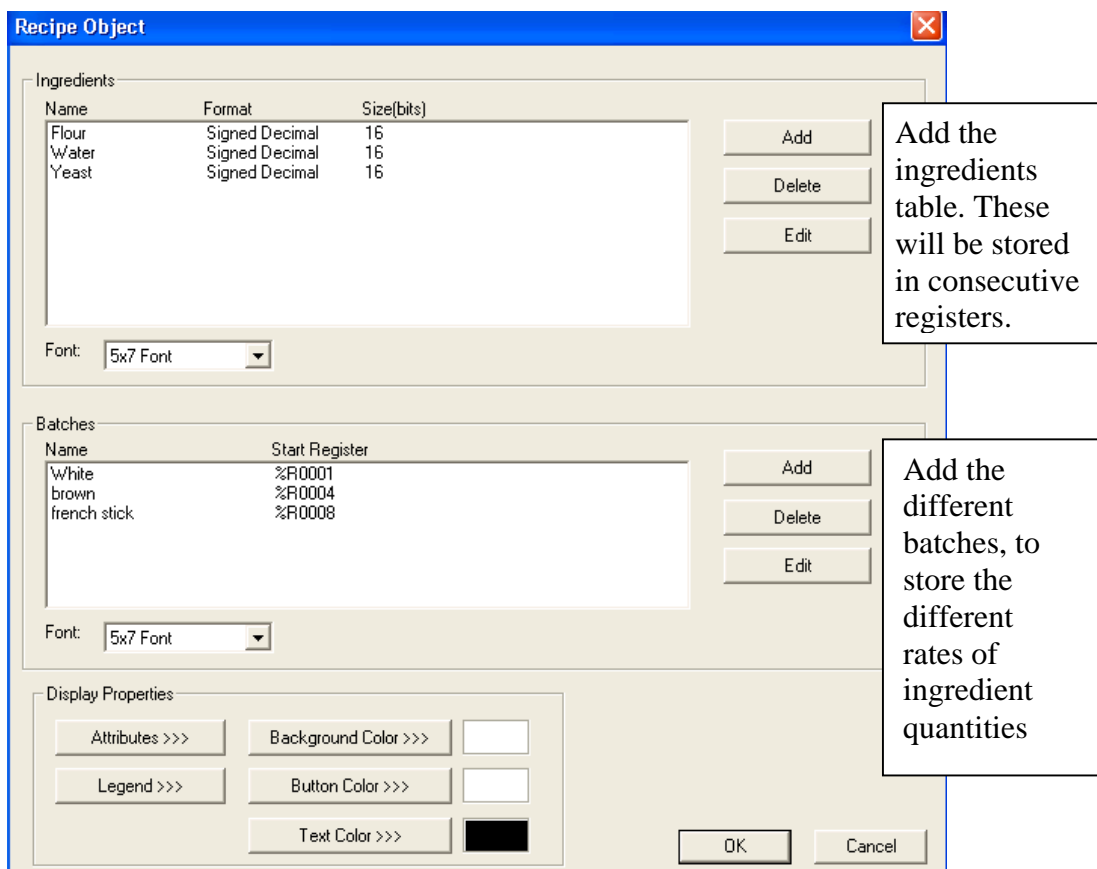 Recipe Object
Ingredients
Name Format Size(bits)
Flour Signed Decimal 16
Water Signed Decimal 16
Yeast Signed Decimal 16
Add
Delete
Edit
Font: 5x7 Font
Add the
ingredients
table. These
will be stored
in consecutive
registers.
Batches
Name Start Register
White %R0001
brown %R0004
french stick %R0008
Add
Delete
Edit
Font: 5x7 Font
Add the
different
batches, to
store the
different
rates of
ingredient
quantities
Display Properties
Attributes >>> Background Color >>>
Legend >>> Button Color >>>
Text Color >>>
OK Cancel